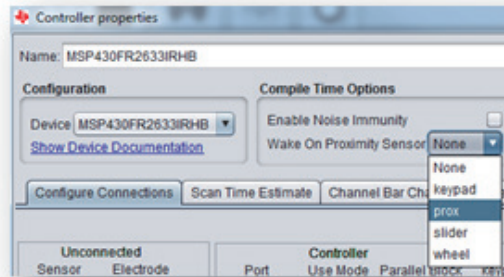 Controller properties
Name: MSP430FR2633IRHB
Configuration
Compile Time Options
Device MSP430FR2633IRHB
Enable Noise Immunity
Show Device Documentation
Wake On Proximity Sensor None
None
keypad
prox
slider
wheel
Configure Connections
Scan Time Estimate
Channel Bar Cha
Unconnected
Controller
Sensor Electrode
Port Use Mode Parallel Block